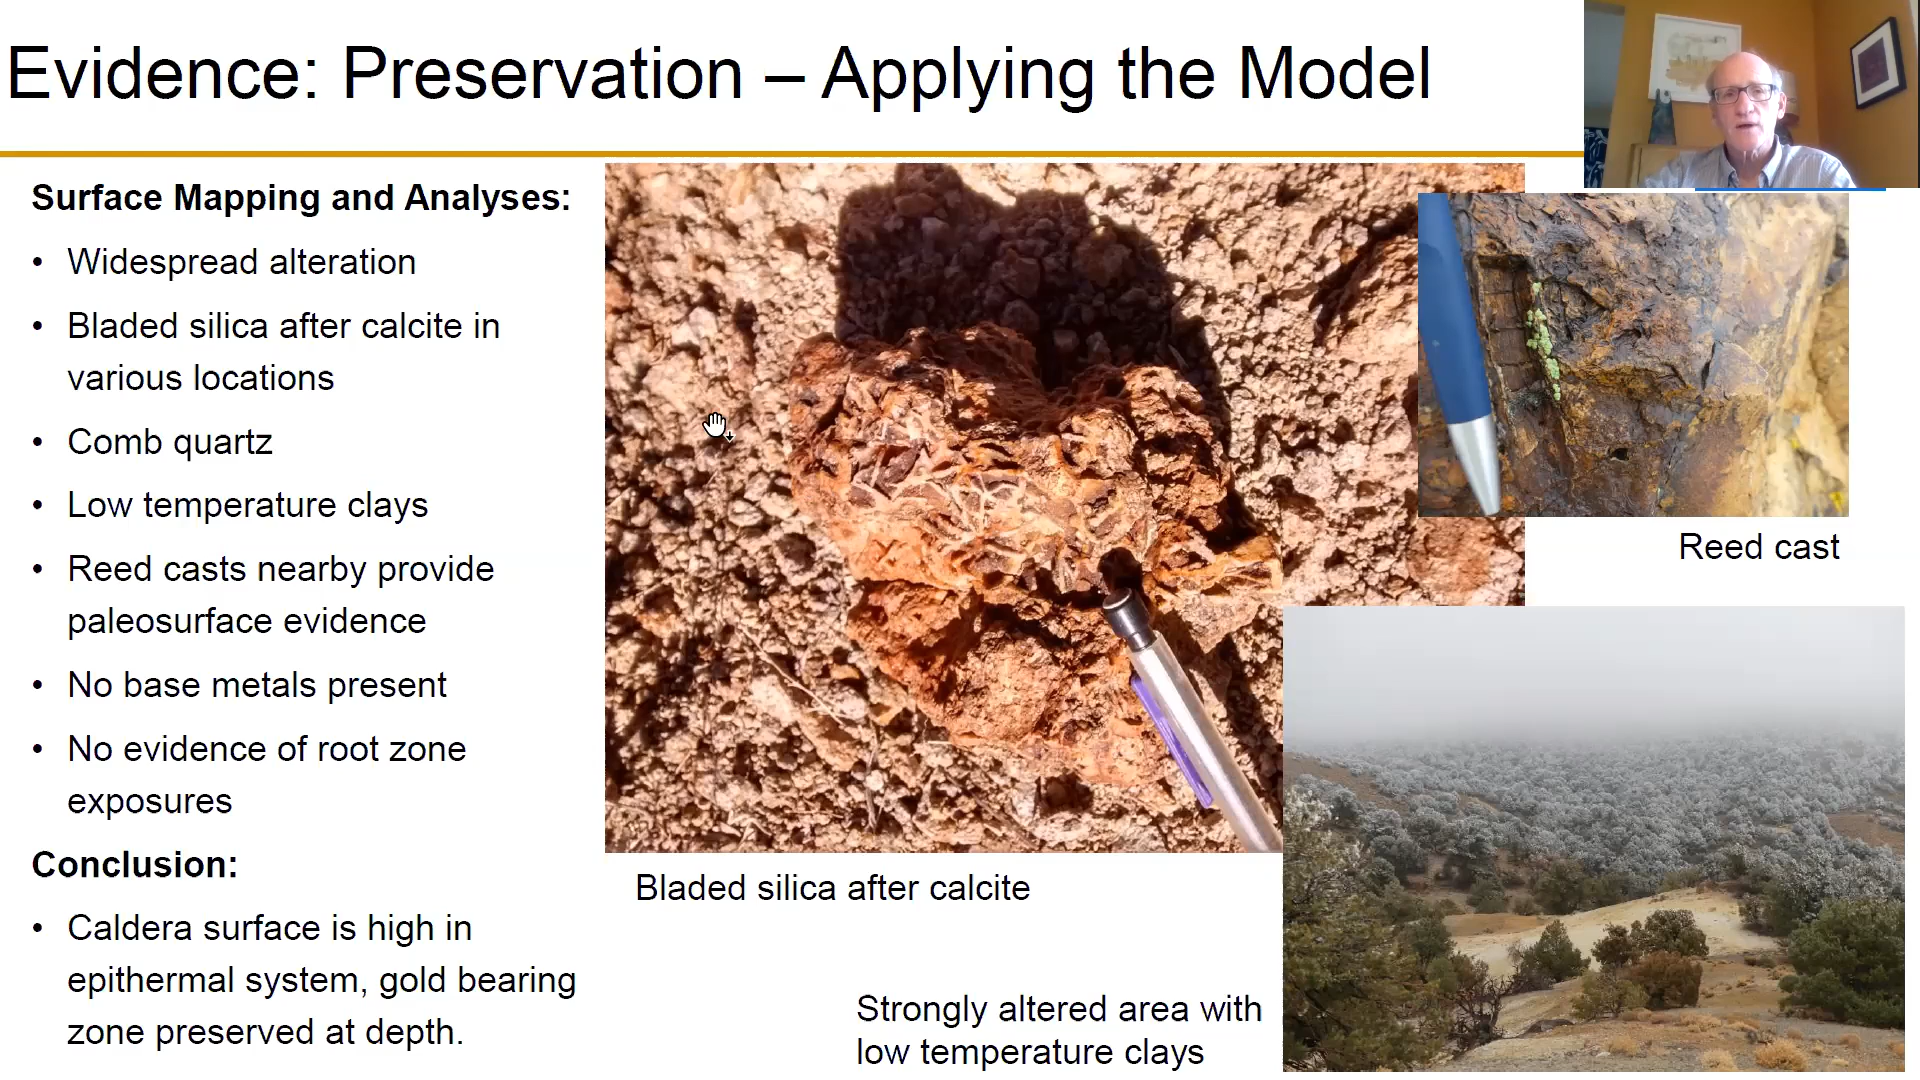 Evidence: Preservation – Applying the Model
Surface Mapping and Analyses:
• Widespread alteration
• Bladed silica after calcite in
various locations
• Comb quartz
• Low temperature clays
• Reed casts nearby provide
paleosurface evidence
• No base metals present
• No evidence of root zone
exposures
Conclusion:
• Caldera surface is high in
epithermal system, gold bearing
zone preserved at depth.
Bladed silica after calcite
Reed cast
Strongly altered area with
low temperature clays